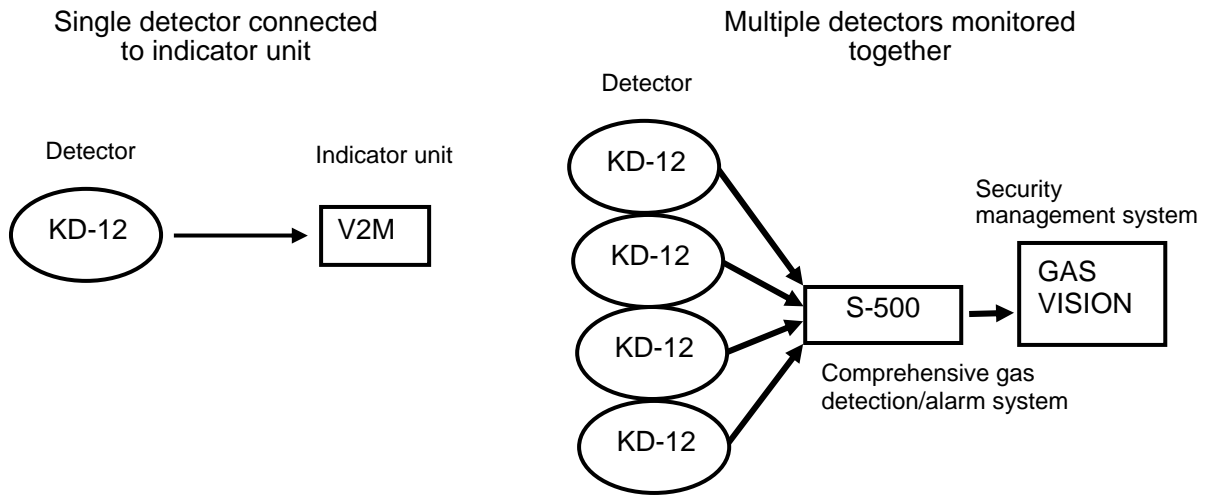 Single detector connected
to indicator unit
Detector
Indicator unit
KD-12
V2M
Multiple detectors monitored
together
Detector
KD-12
KD-12
KD-12
KD-12
S-500
Comprehensive gas
detection/alarm system
Security
management system
GAS
VISION